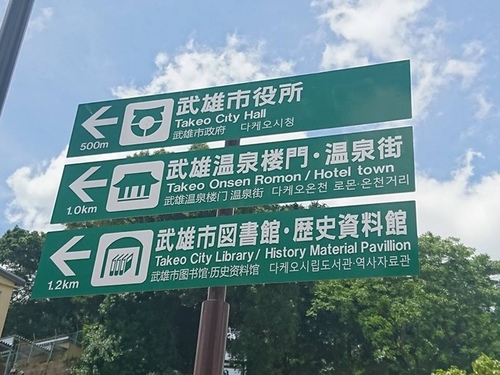 武雄市役所
Takeo City Hall
武雄市政府 다케오시청
500m
武雄温泉楼門・温泉街
Takeo Onsen Romon / Hotel town
武雄温泉楼门 温泉街 다케오온천 로몬·온천거리
1.0km
武雄市図書館・歴史資料館
Takeo City Library / History Material Pavilion
武雄市图书馆·历史资料馆 다케오시립도서관·역사자료관
1.2km